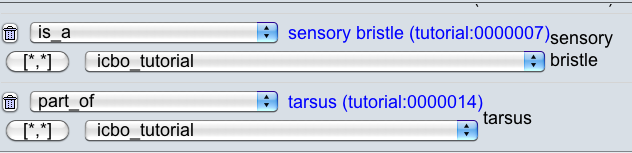 is_a sensory bristle (tutorial:0000007) sensory
[*,*] icbo_tutorial bristle
part_of tarsus (tutorial:0000014)
tarsus
[*,*] icbo_tutorial